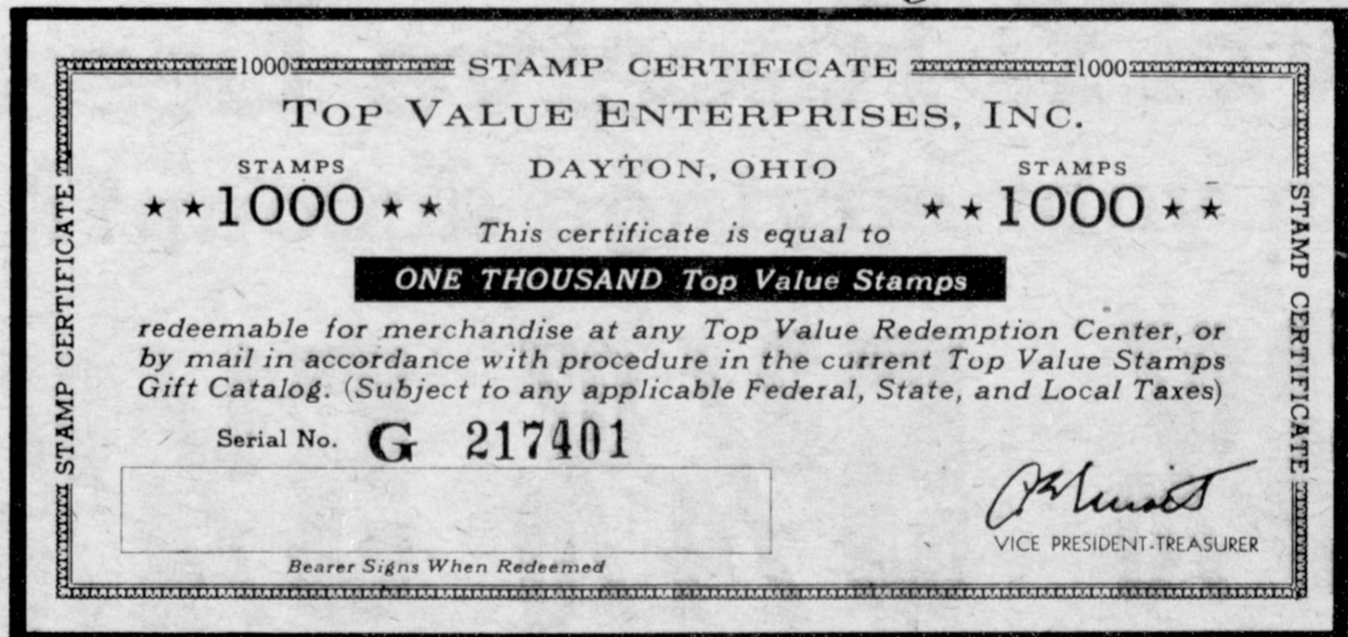 1000 STAMP CERTIFICATE 1000
TOP VALUE ENTERPRISES, INC.
STAMPS DAYTON, OHIO STAMPS
★ ★ 1000 ★ ★ ★ ★ 1000 ★ ★
This certificate is equal to
ONE THOUSAND Top Value Stamps
redeemable for merchandise at any Top Value Redemption Center, or
by mail in accordance with procedure in the current Top Value Stamps
Gift Catalog. (Subject to any applicable Federal, State, and Local Taxes)
Serial No. G 217401
VICE PRESIDENT-TREASURER
Bearer Signs When Redeemed
STAMP CERTIFICATE
STAMP CERTIFICATE